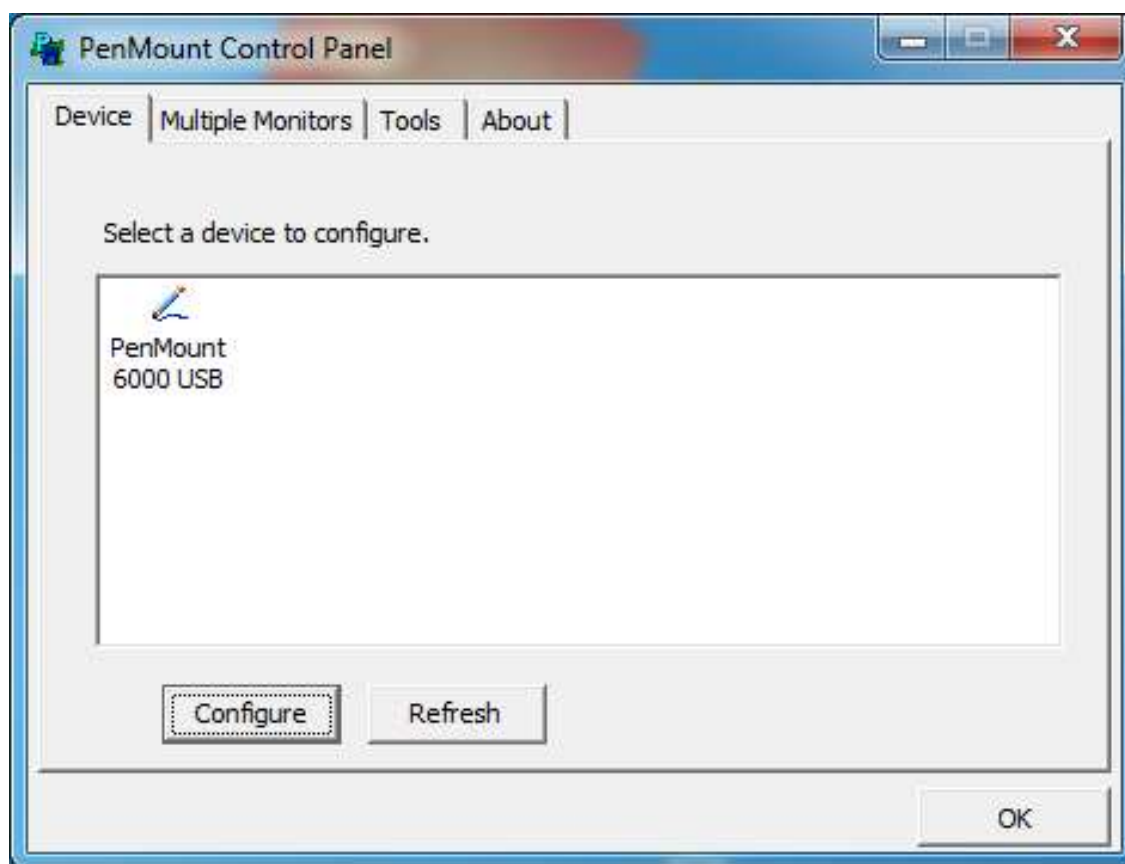 PenMount Control Panel
Device Multiple Monitors Tools About
Select a device to configure.
PenMount
6000 USB
Configure Refresh
OK